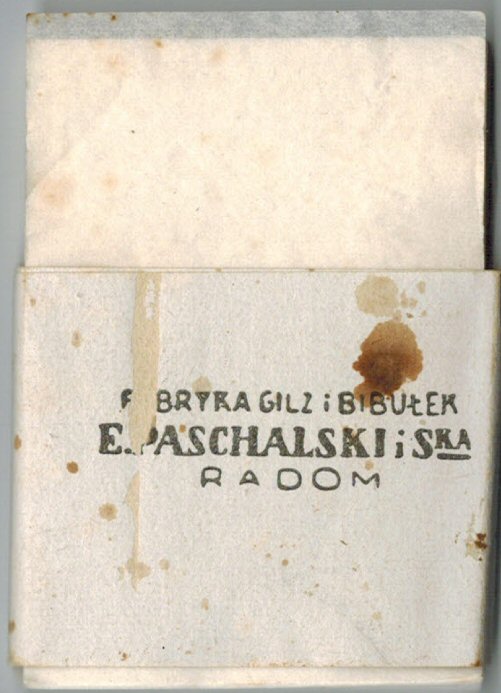 FABRYKA GILZ i BIBUŁEK
E. PASCHALSKI i SKA
RADOM